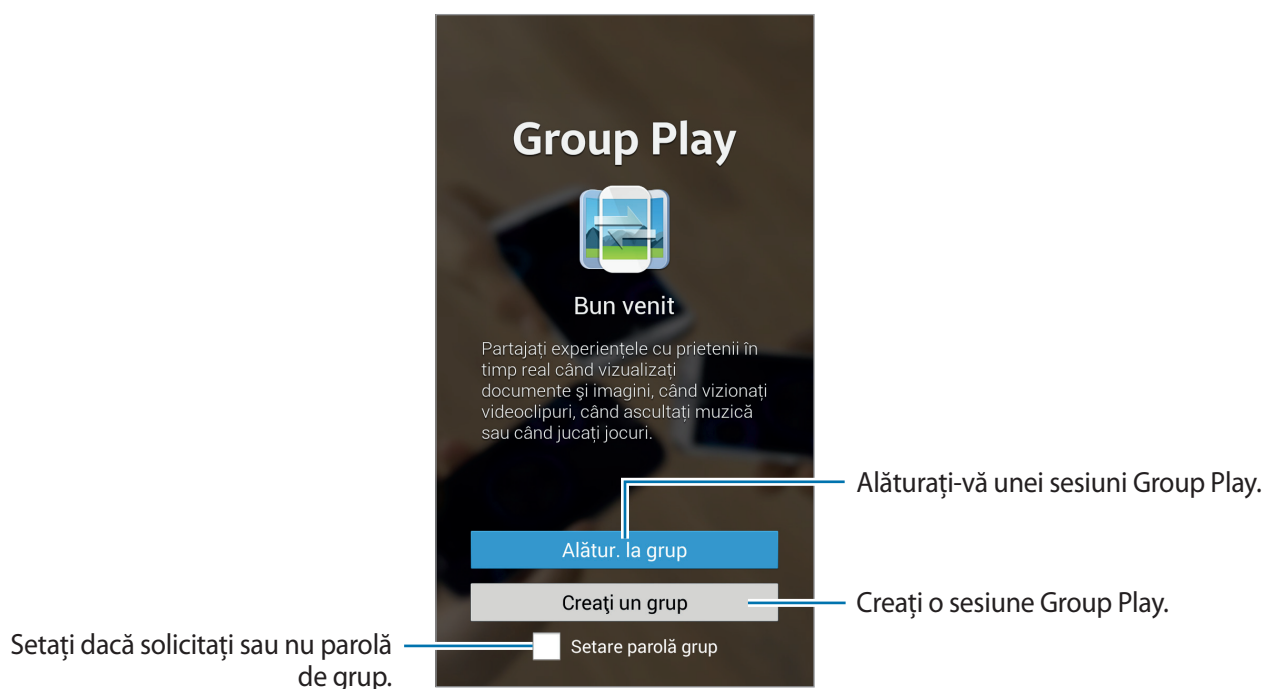 Group Play
Bun venit
Partajați experiențele cu prietenii în
timp real când vizualizați
documente şi imagini, când vizionați
videoclipuri, când ascultați muzică
sau când jucați jocuri.
Alăturați-vă unei sesiuni Group Play.
Alătur. la grup
Creaţi un grup
Creați o sesiune Group Play.
Setați dacă solicitați sau nu parolă
de grup.
Setare parolă grup